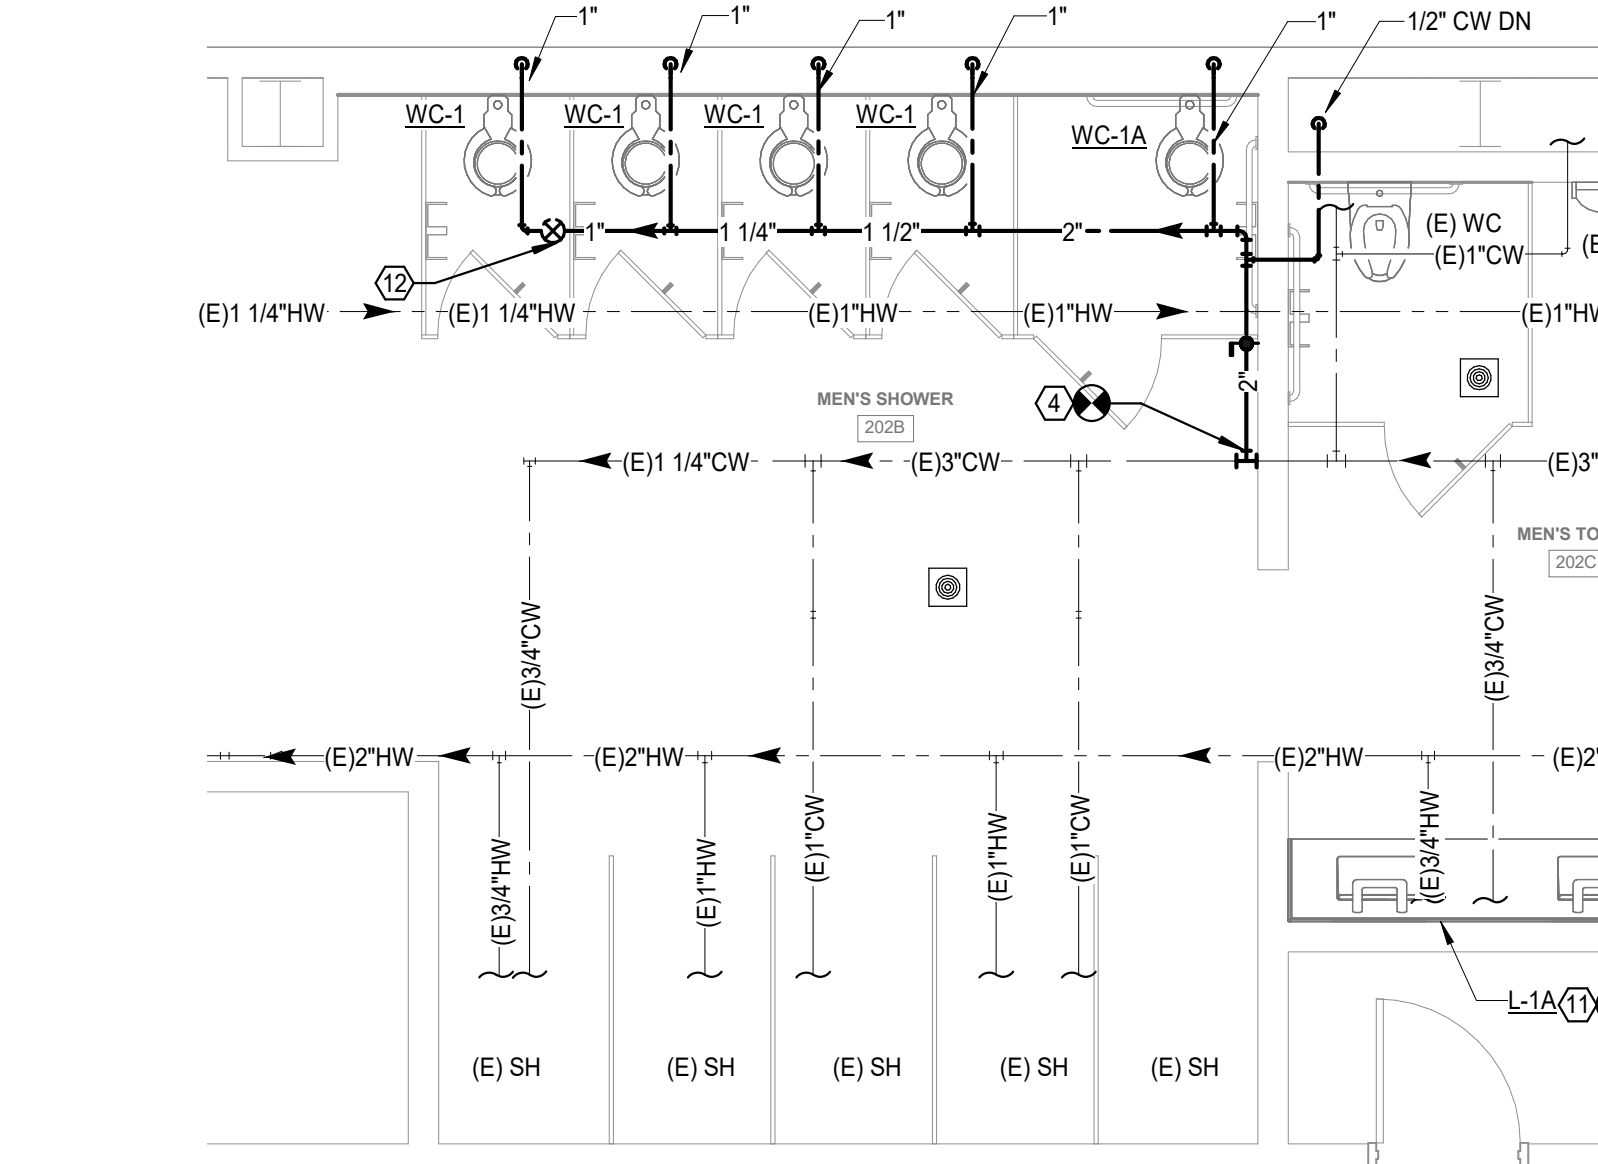 1"
1"
1"
1"
1"
1/2" CW DN
WC-1
WC-1
WC-1
WC-1
WC-1A
(E) WC
(E)1"CW
(E
1"
1 1/4"
1 1/2"
2"
12
(E)1 1/4"HW
(E)1 1/4"HW
(E)1"HW
(E)1"HW
(E)1"HW
2"
4
MEN'S SHOWER
202B
(E)1 1/4"CW
(E)3"CW
(E)3"
MEN'S TO
202C
(E)3/4"CW
(E)3/4"CW
(E)2"HW
(E)2"HW
(E)2"HW
(E)2"
(E)3/4"HW
(E)1"HW
(E)1"CW
(E)1"HW
(E)1"CW
(E)3/4"HW
L-1A
11
(E) SH
(E) SH
(E) SH
(E) SH
(E) SH